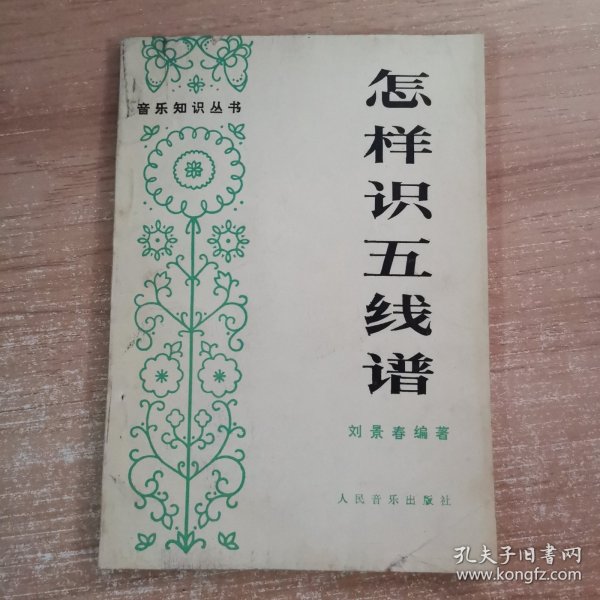 音乐知识丛书
怎样识五线谱
刘景春编著
人民音乐出版社
孔夫子旧书网
www.kongfz.com